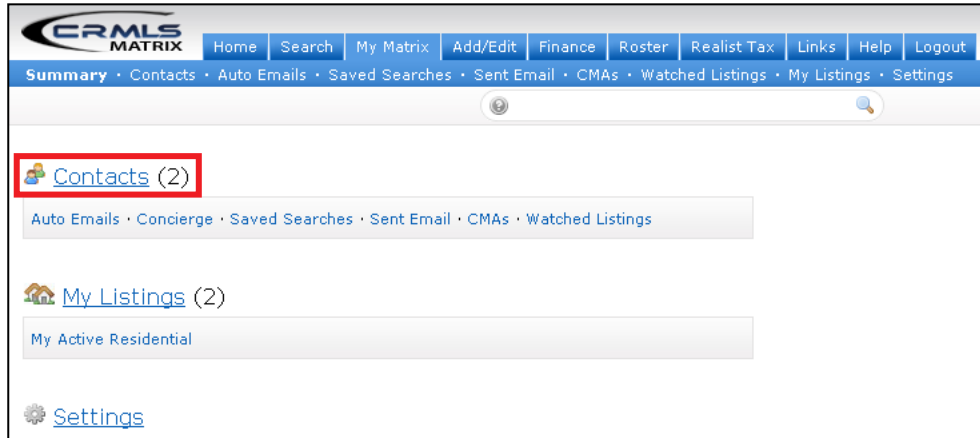 CRMLS
MATRIX
Home Search My Matrix Add/Edit Finance Roster Realist Tax Links Help Logout
Summary · Contacts · Auto Emails · Saved Searches · Sent Email · CMAs · Watched Listings · My Listings · Settings
?
Contacts (2)
Auto Emails · Concierge · Saved Searches · Sent Email · CMAs · Watched Listings
My Listings (2)
My Active Residential
Settings